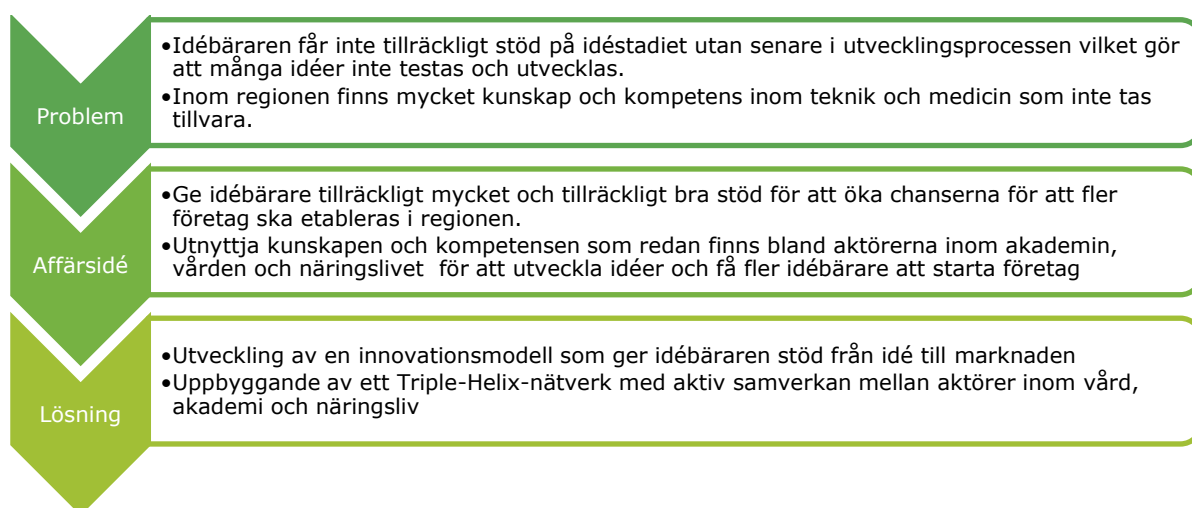 Problem
•Idébäraren får inte tillräckligt stöd på idéstadiet utan senare i utvecklingsprocessen vilket gör
att många idéer inte testas och utvecklas.
•Inom regionen finns mycket kunskap och kompetens inom teknik och medicin som inte tas
tillvara.
Affärsidé
•Ge idébärare tillräckligt mycket och tillräckligt bra stöd för att öka chanserna för att fler
företag ska etableras i regionen.
•Utnyttja kunskapen och kompetensen som redan finns bland aktörerna inom akademin,
vården och näringslivet  för att utveckla idéer och få fler idébärare att starta företag
Lösning
•Utveckling av en innovationsmodell som ger idébäraren stöd från idé till marknaden
•Uppbyggande av ett Triple-Helix-nätverk med aktiv samverkan mellan aktörer inom vård,
akademi och näringsliv